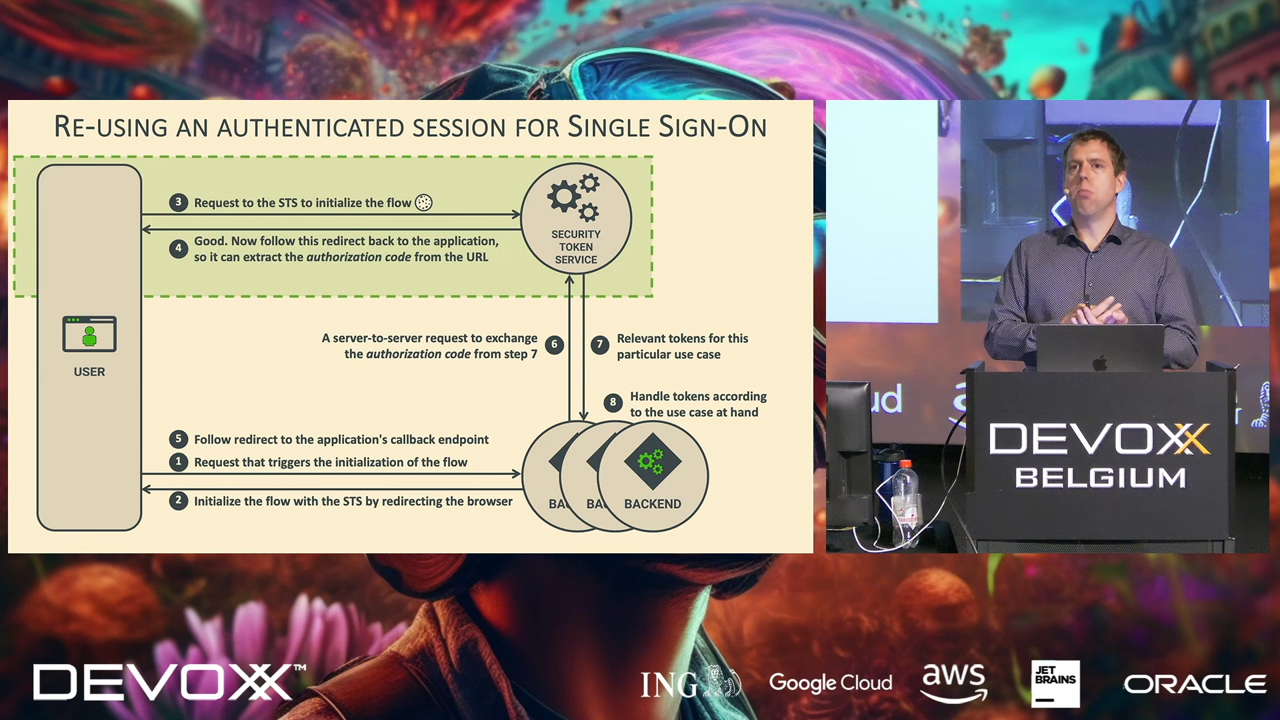 RE-USING AN AUTHENTICATED SESSION FOR SINGLE SIGN-ON
3 Request to the STS to initialize the flow
4 Good. Now follow this redirect back to the application,
so it can extract the authorization code from the URL
SECURITY
TOKEN
SERVICE
USER
A server-to-server request to exchange
the authorization code from step 7
6
7 Relevant tokens for this
particular use case
8 Handle tokens according
to the use case at hand
5 Follow redirect to the application's callback endpoint
1 Request that triggers the initialization of the flow
2 Initialize the flow with the STS by redirecting the browser
BA
BA
BACKEND
ud
a
r
DEVOXX
BELGIUM
DEVOXX™
ING
Google Cloud
aws
JET
BRAINS
ORACLE